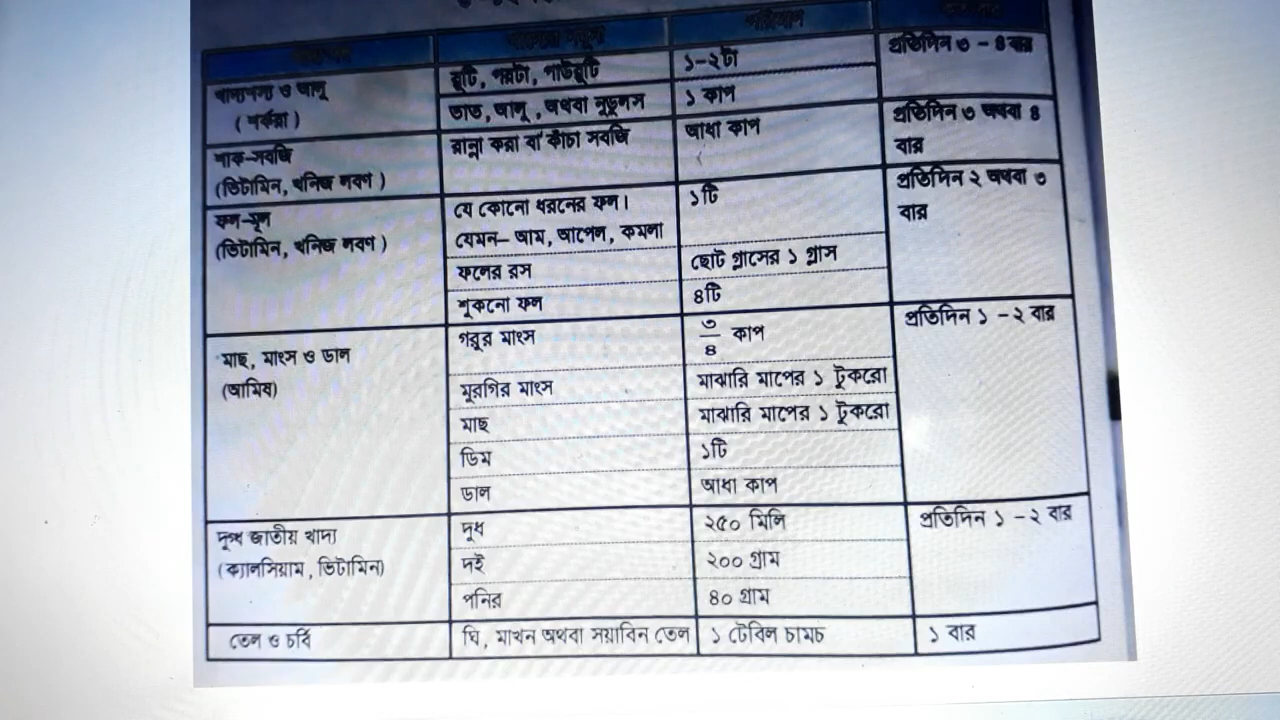 খাদ্যের নমুনা
পরিমাণ
খাদ্যশস্য ও আলু
( শর্করা )
রুটি, পরটা, পাউরুটি
১-২টা
প্রতিদিন ৩ - ৪ বার
ভাত, আলু , অথবা নুডুলস
১ কাপ
শাক-সবজি
(ভিটামিন, খনিজ লবণ )
রান্না করা বা কাঁচা সবজি
আধা কাপ
প্রতিদিন ৩ অথবা ৪
বার
ফল-মূল
(ভিটামিন, খনিজ লবণ )
যে কোনো ধরনের ফল।
যেমন- আম, আপেল, কমলা
১টি
প্রতিদিন ২ অথবা ৩
বার
ফলের রস
ছোট গ্লাসের ১ গ্লাস
শুকনো ফল
৪টি
মাছ, মাংস ও ডাল
(আমিষ)
গরুর মাংস
৩/৪ কাপ
প্রতিদিন ১ - ২ বার
মুরগির মাংস
মাঝারি মাপের ১ টুকরো
মাছ
মাঝারি মাপের ১ টুকরো
ডিম
১টি
ডাল
আধা কাপ
দুগ্ধ জাতীয় খাদ্য
(ক্যালসিয়াম, ভিটামিন)
দুধ
২৫০ মিলি
প্রতিদিন ১ - ২ বার
দই
২০০ গ্রাম
পনির
৪০ গ্রাম
তেল ও চর্বি
ঘি, মাখন অথবা সয়াবিন তেল
১ টেবিল চামচ
১ বার